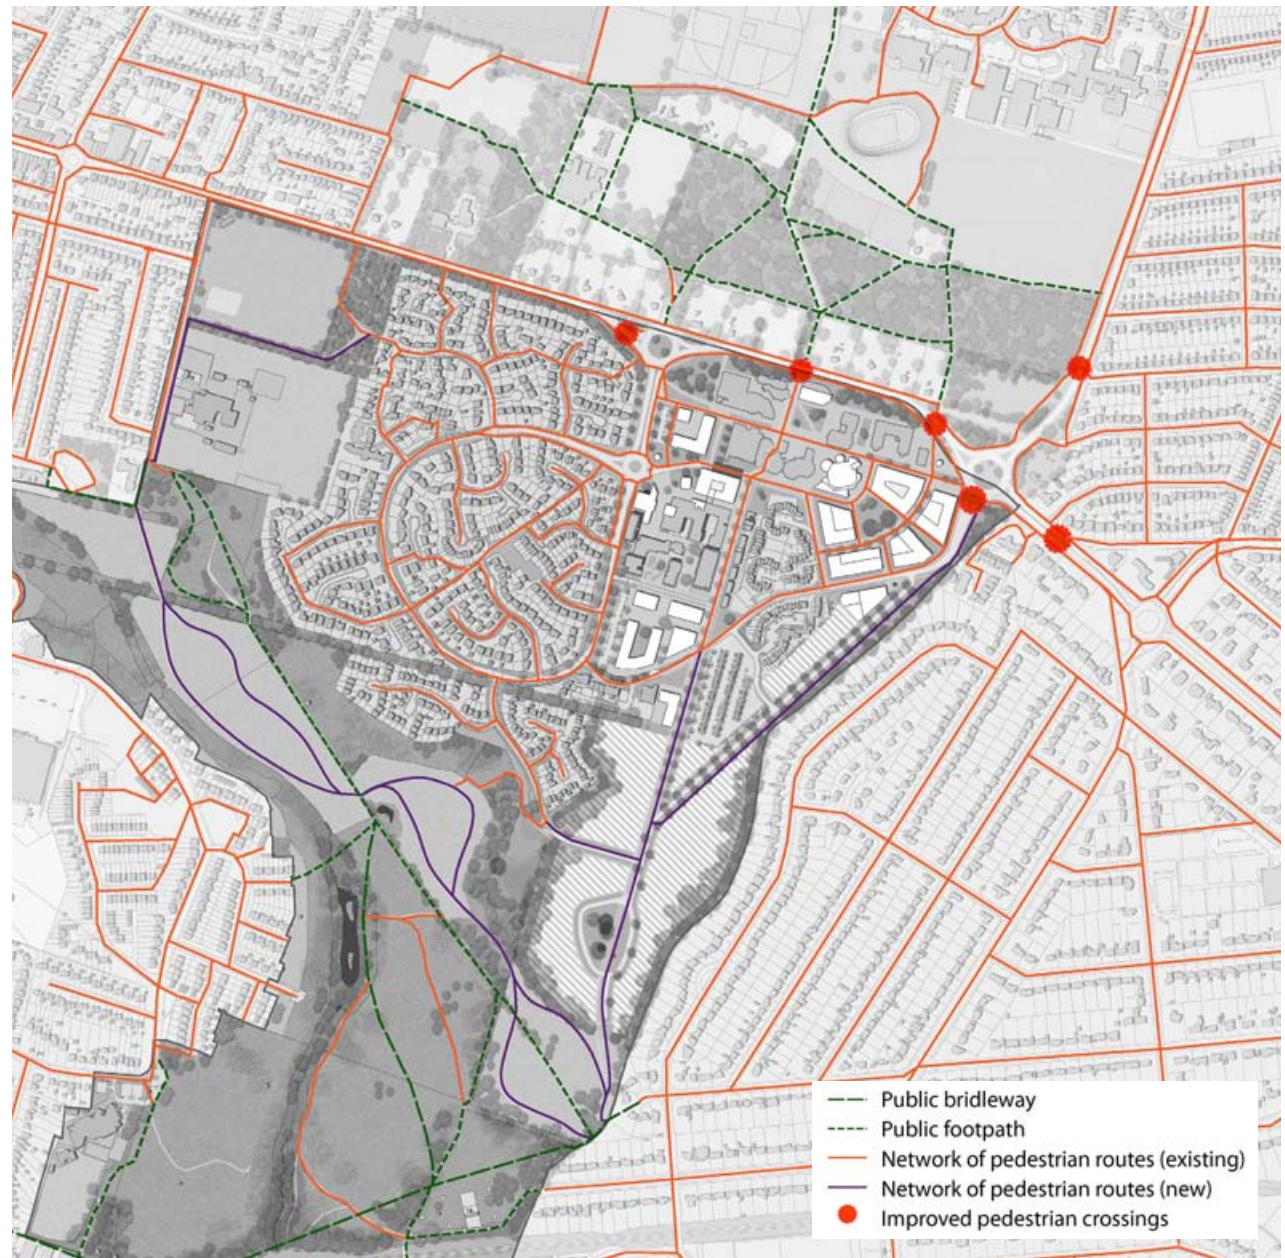 Public bridleway
Public footpath
Network of pedestrian routes (existing)
Network of pedestrian routes (new)
Improved pedestrian crossings